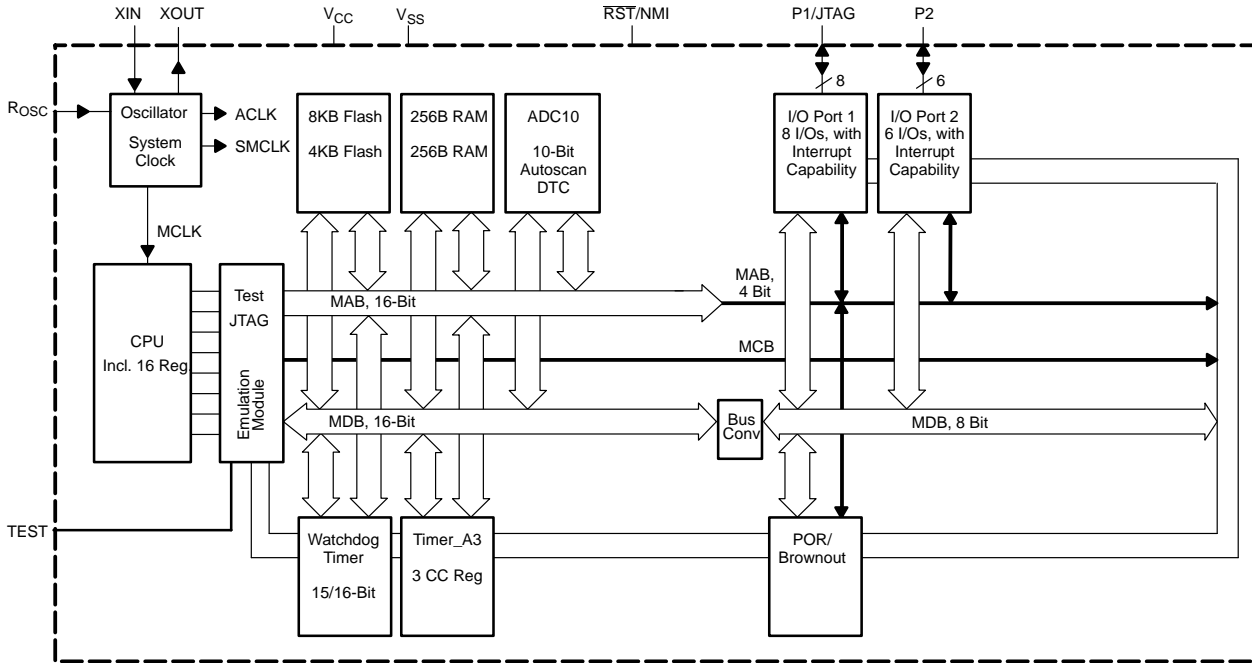 XIN XOUT VCC VSS RST/NMI P1/JTAG P2
8 6
ROSC
Oscillator
System
Clock
ACLK
SMCLK
8KB Flash
4KB Flash
256B RAM
256B RAM
ADC10
10-Bit
Autoscan
DTC
I/O Port 1
8 I/Os, with
Interrupt
Capability
I/O Port 2
6 I/Os, with
Interrupt
Capability
MCLK
CPU
Incl. 16 Reg.
Test
JTAG
Emulation
Module
MAB, 16-Bit
MAB,
4 Bit
MCB
MDB, 16-Bit
Bus
Conv
MDB, 8 Bit
TEST
Watchdog
Timer
15/16-Bit
Timer_A3
3 CC Reg
POR/
Brownout